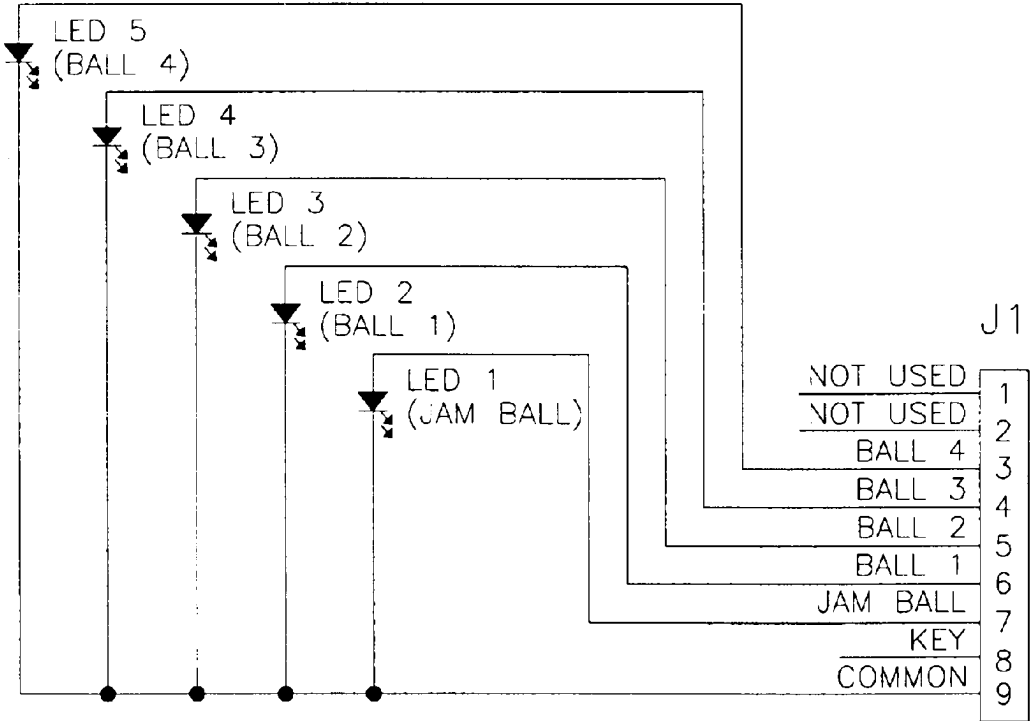 LED 5
(BALL 4)
LED 4
(BALL 3)
LED 3
(BALL 2)
LED 2
(BALL 1)
LED 1
(JAM BALL)
J1
NOT USED 1
NOT USED 2
BALL 4 3
BALL 3 4
BALL 2 5
BALL 1 6
JAM BALL 7
KEY 8
COMMON 9